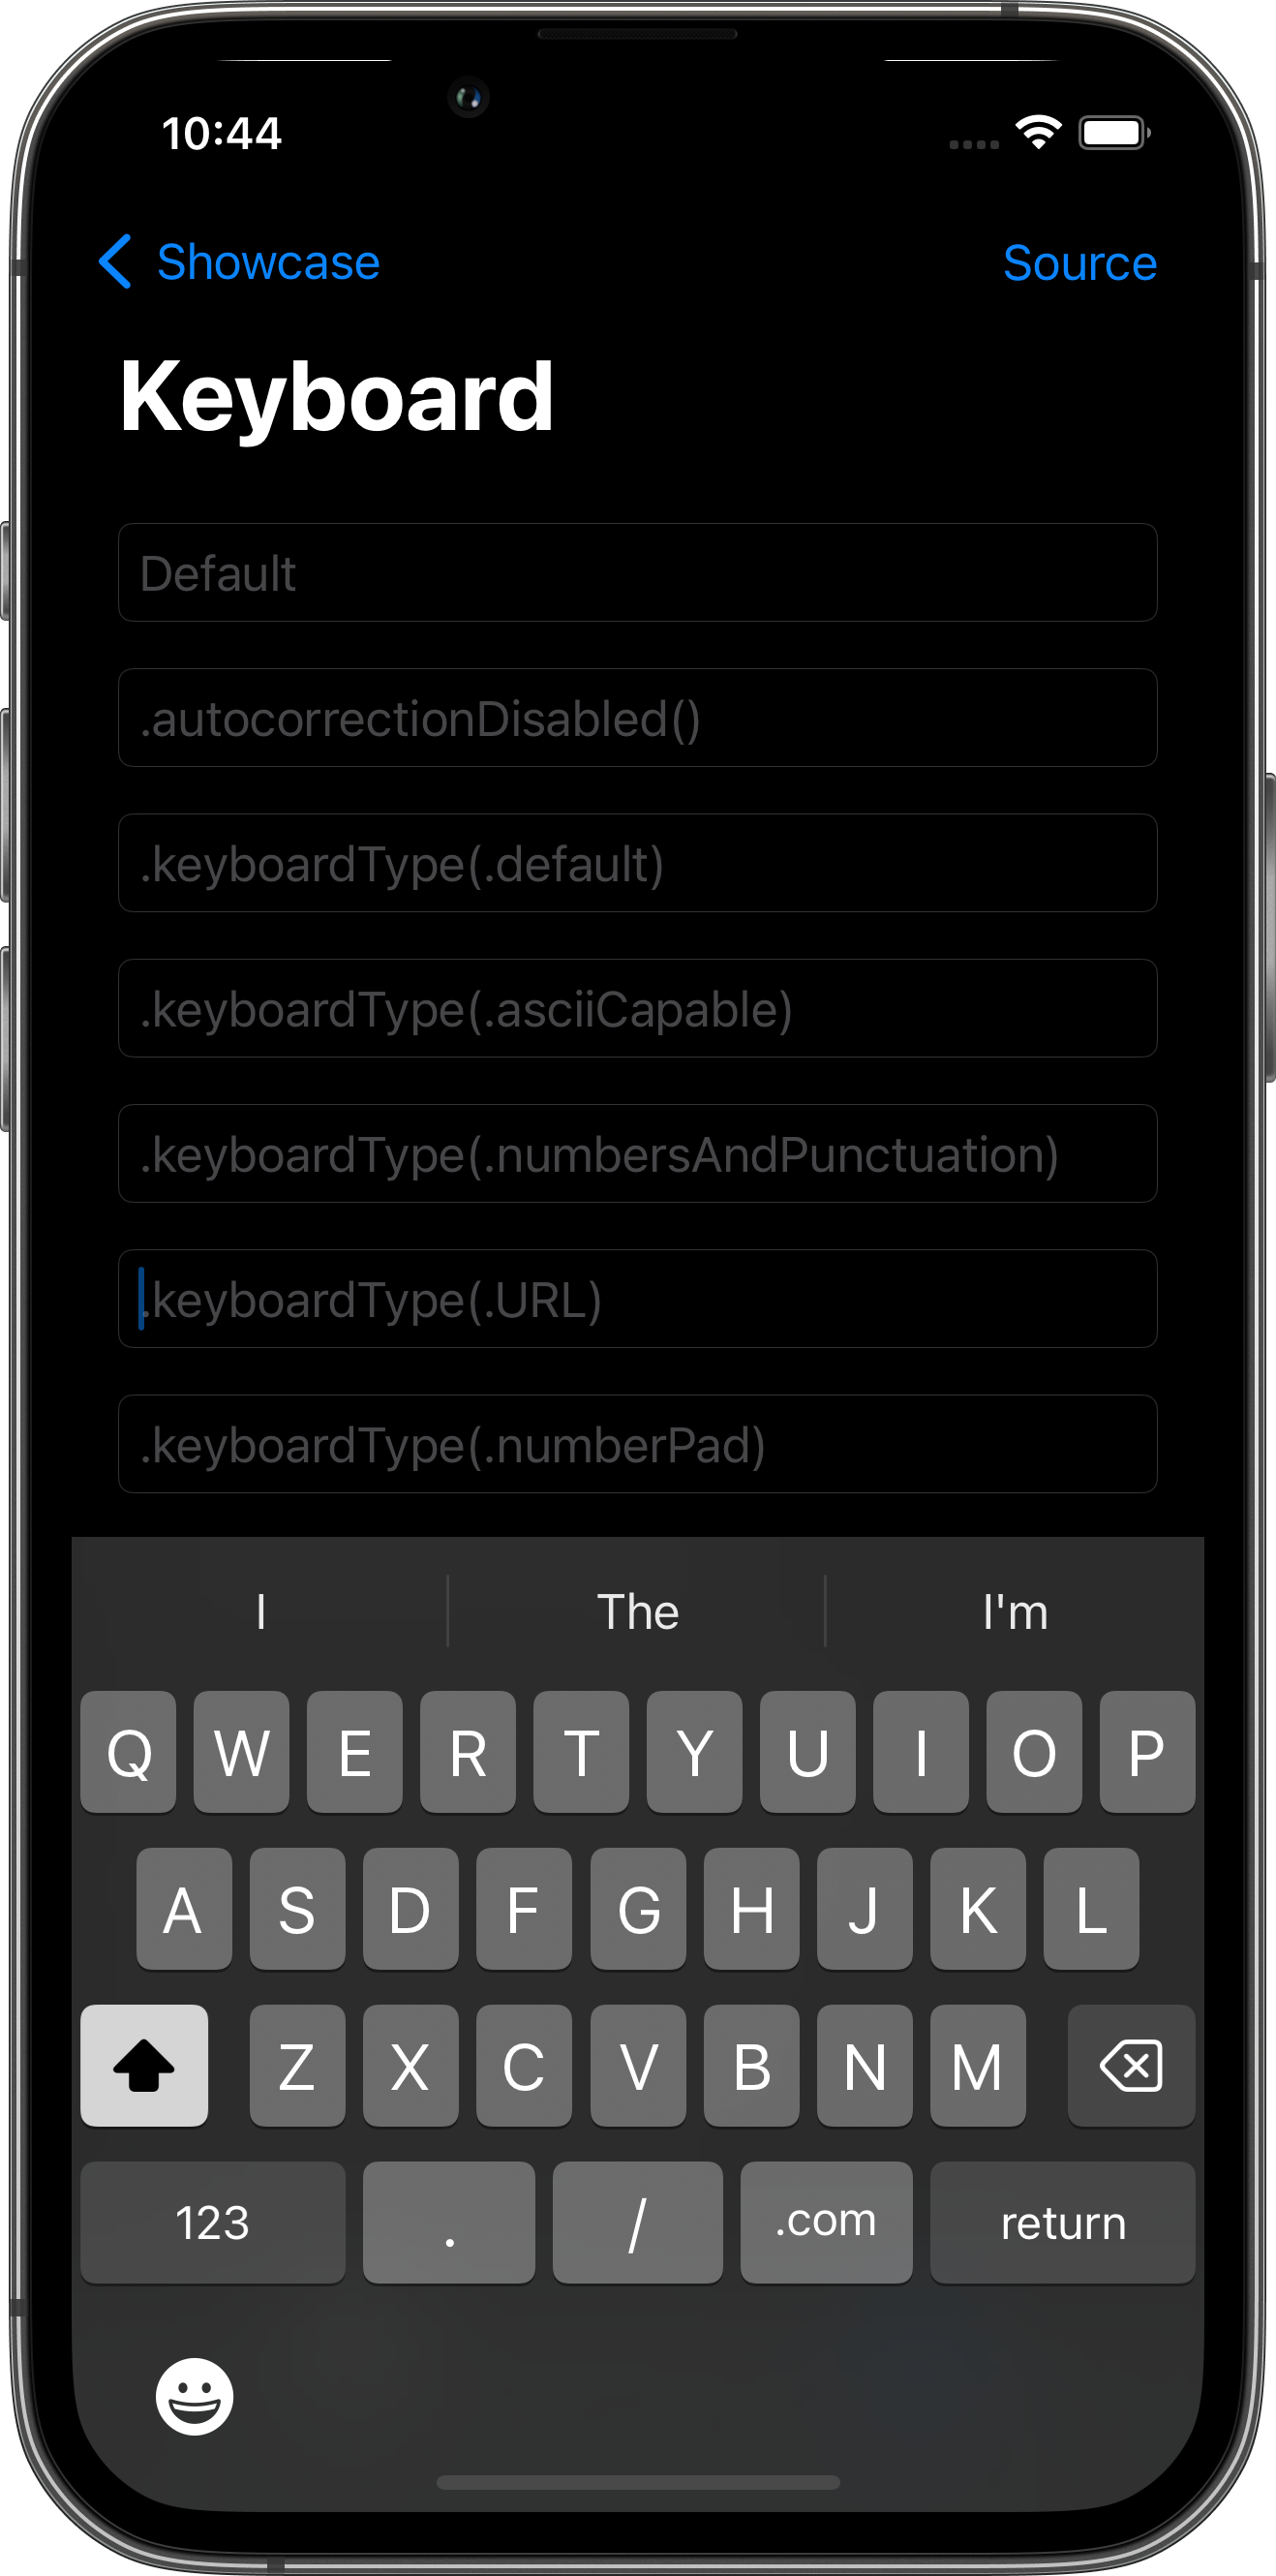 10:44
Showcase Source
Keyboard
Default
.autocorrectionDisabled()
.keyboardType(.default)
.keyboardType(.asciiCapable)
.keyboardType(.numbersAndPunctuation)
.keyboardType(.URL)
.keyboardType(.numberPad)
I The I'm
Q W E R T Y U I O P
A S D F G H J K L
Z X C V B N M
123 . / .com return